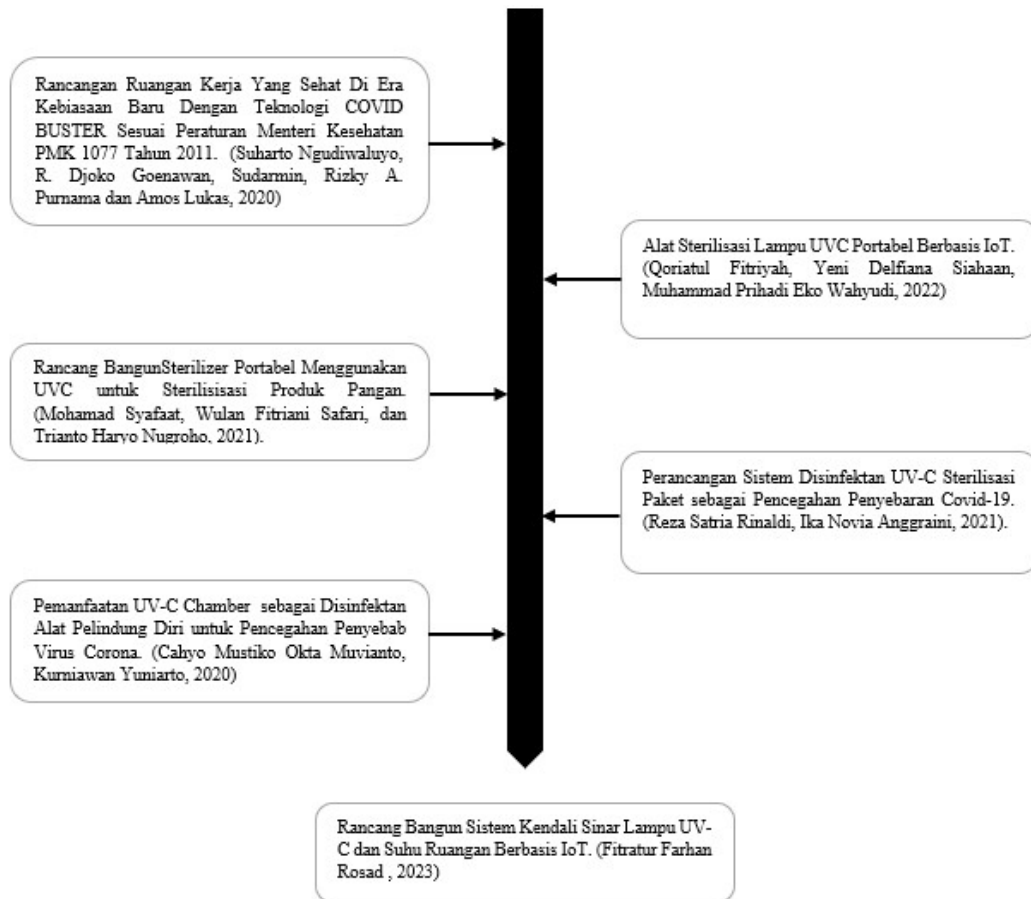 Rancangan Ruangan Kerja Yang Sehat Di Era
Kebiasaan Baru Dengan Teknologi COVID
BUSTER Sesuai Peraturan Menteri Kesehatan
PMK 1077 Tahun 2011. (Suharto Ngudiwaluyo,
R. Djoko Goenawan, Sudarmin, Rizky A.
Purnama dan Amos Lukas, 2020)
Alat Sterilisasi Lampu UVC Portabel Berbasis IoT.
(Qoriatul Fitriyah, Yeni Delfiana Siahaan,
Muhammad Prihadi Eko Wahyudi, 2022)
Rancang BangunSterilizer Portabel Menggunakan
UVC untuk Sterilisisasi Produk Pangan.
(Mohamad Syafaat, Wulan Fitriani Safari, dan
Trianto Haryo Nugroho, 2021).
Perancangan Sistem Disinfektan UV-C Sterilisasi
Paket sebagai Pencegahan Penyebaran Covid-19.
(Reza Satria Rinaldi, Ika Novia Anggraini, 2021).
Pemanfaatan UV-C Chamber sebagai Disinfektan
Alat Pelindung Diri untuk Pencegahan Penyebab
Virus Corona. (Cahyo Mustiko Okta Muvianto,
Kurniawan Yuniarto, 2020)
Rancang Bangun Sistem Kendali Sinar Lampu UV-
C dan Suhu Ruangan Berbasis IoT. (Fitratur Farhan
Rosad , 2023)